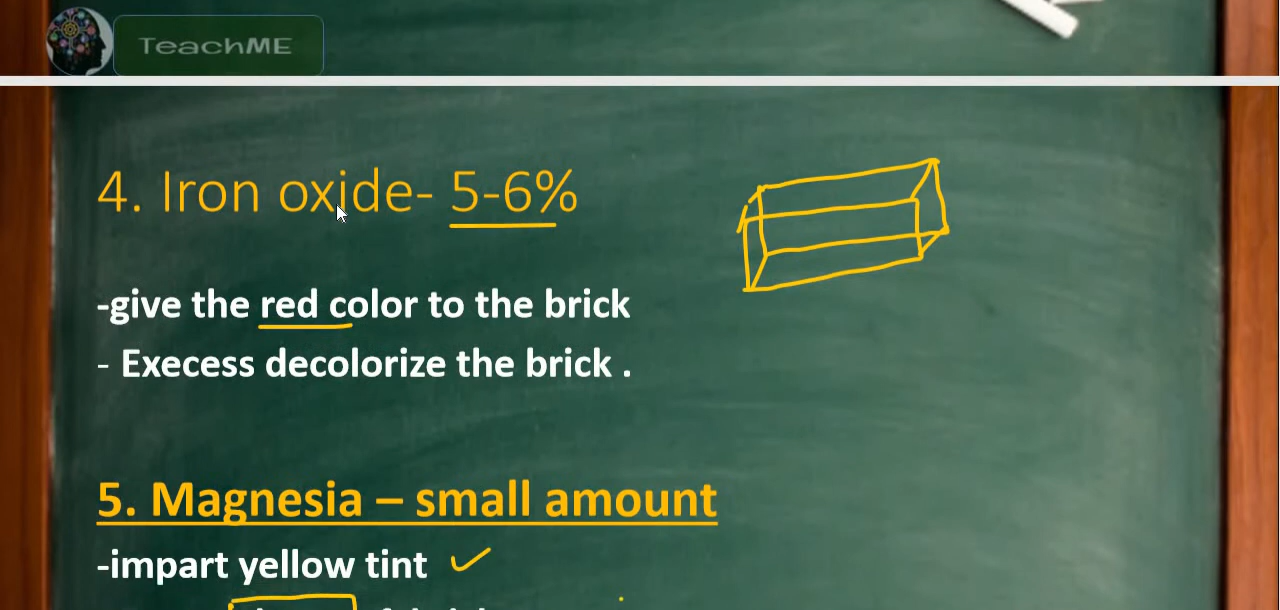 TeachME
4. Iron oxide- 5-6%
-give the red color to the brick
- Execess decolorize the brick .
5. Magnesia – small amount
-impart yellow tint